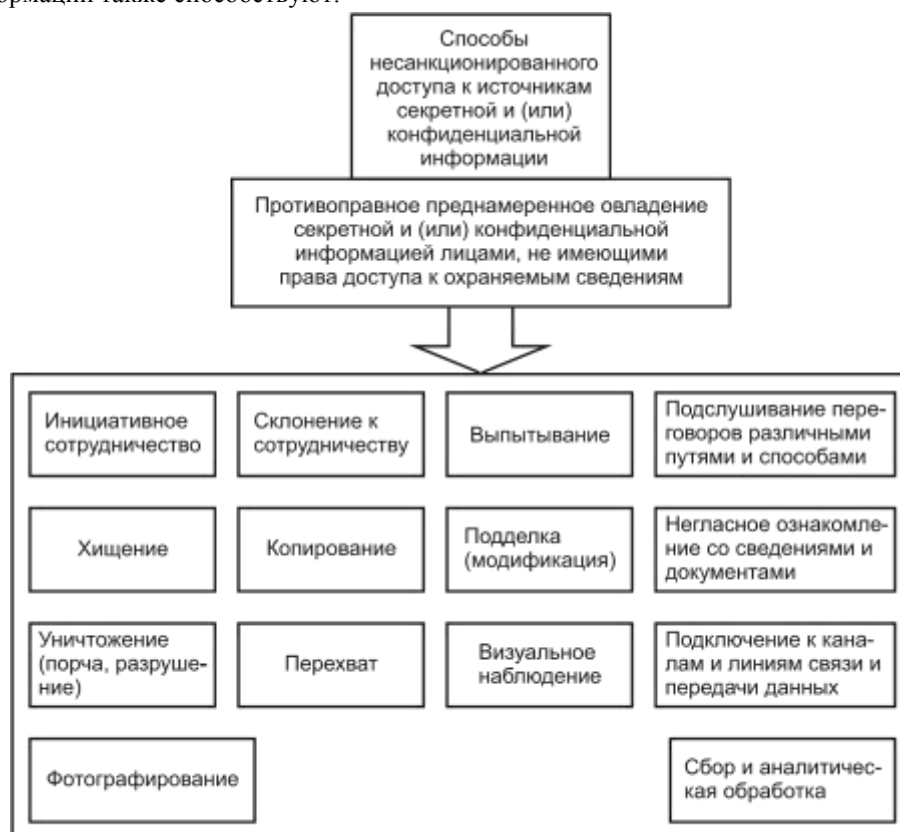 также способствуют:
Способы
несанкционированного
доступа к источникам
секретной и (или)
конфиденциальной
информации
Противоправное преднамеренное овладение
секретной и (или) конфиденциальной
информацией лицами, не имеющими
права доступа к охраняемым сведениям
Инициативное
сотрудничество
Склонение к
сотрудничеству
Выпытывание
Подслушивание пере-
говоров различными
путями и способами
Хищение
Копирование
Подделка
(модификация)
Негласное ознакомле-
ние со сведениями и
документами
Уничтожение
(порча, разруше-
ние)
Перехват
Визуальное
наблюдение
Подключение к кана-
лам и линиям связи и
передачи данных
Фотографирование
Сбор и аналитичес-
кая обработка